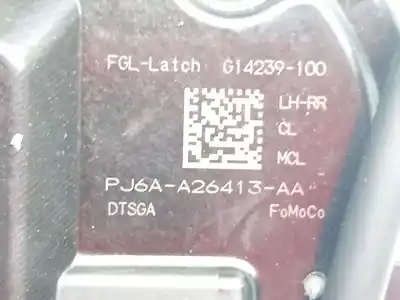 FGL-Latch G14239-100
LH-RR
CL
MCL
PJ6A-A26413-AA
DTSGA FoMoCo